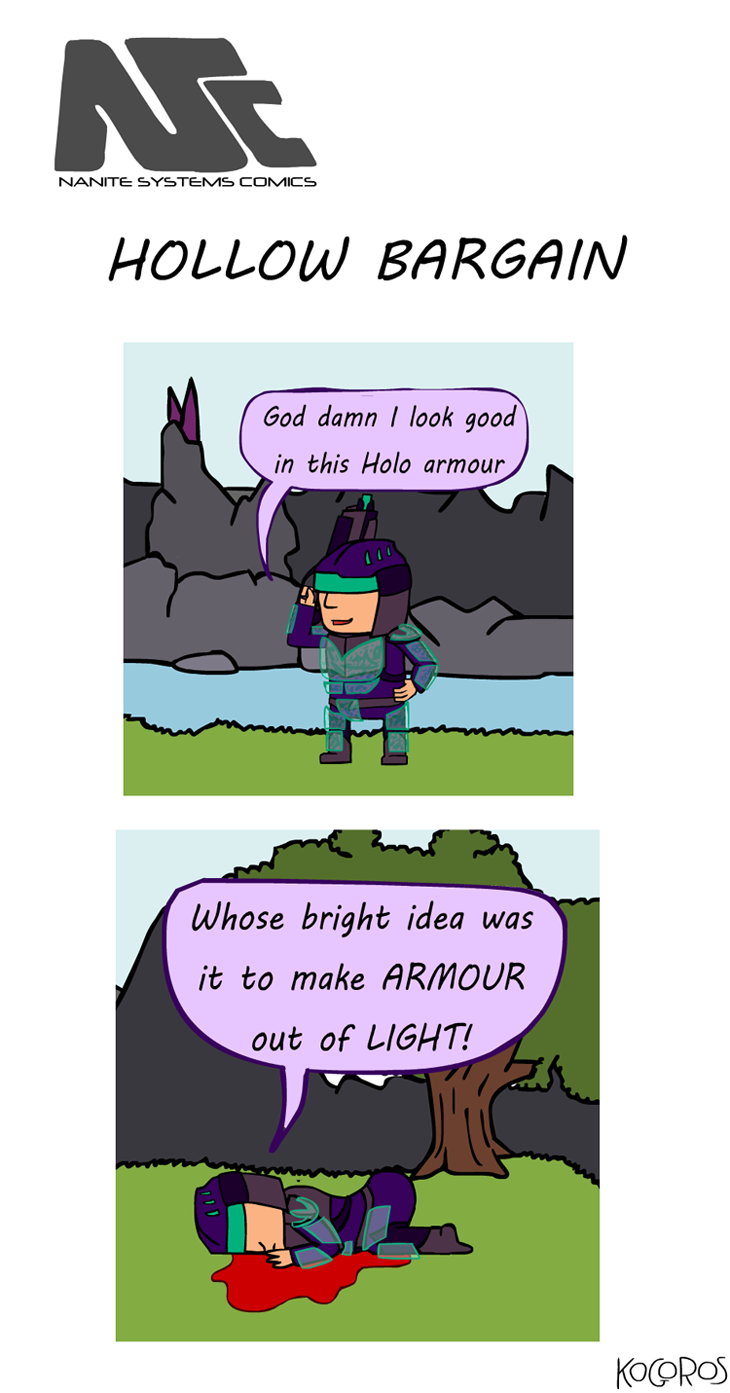 NSC
NANITE SYSTEMS COMICS
HOLLOW BARGAIN
God damn I look good
in this Holo armour
Whose bright idea was
it to make ARMOUR
out of LIGHT!
KOGOROS